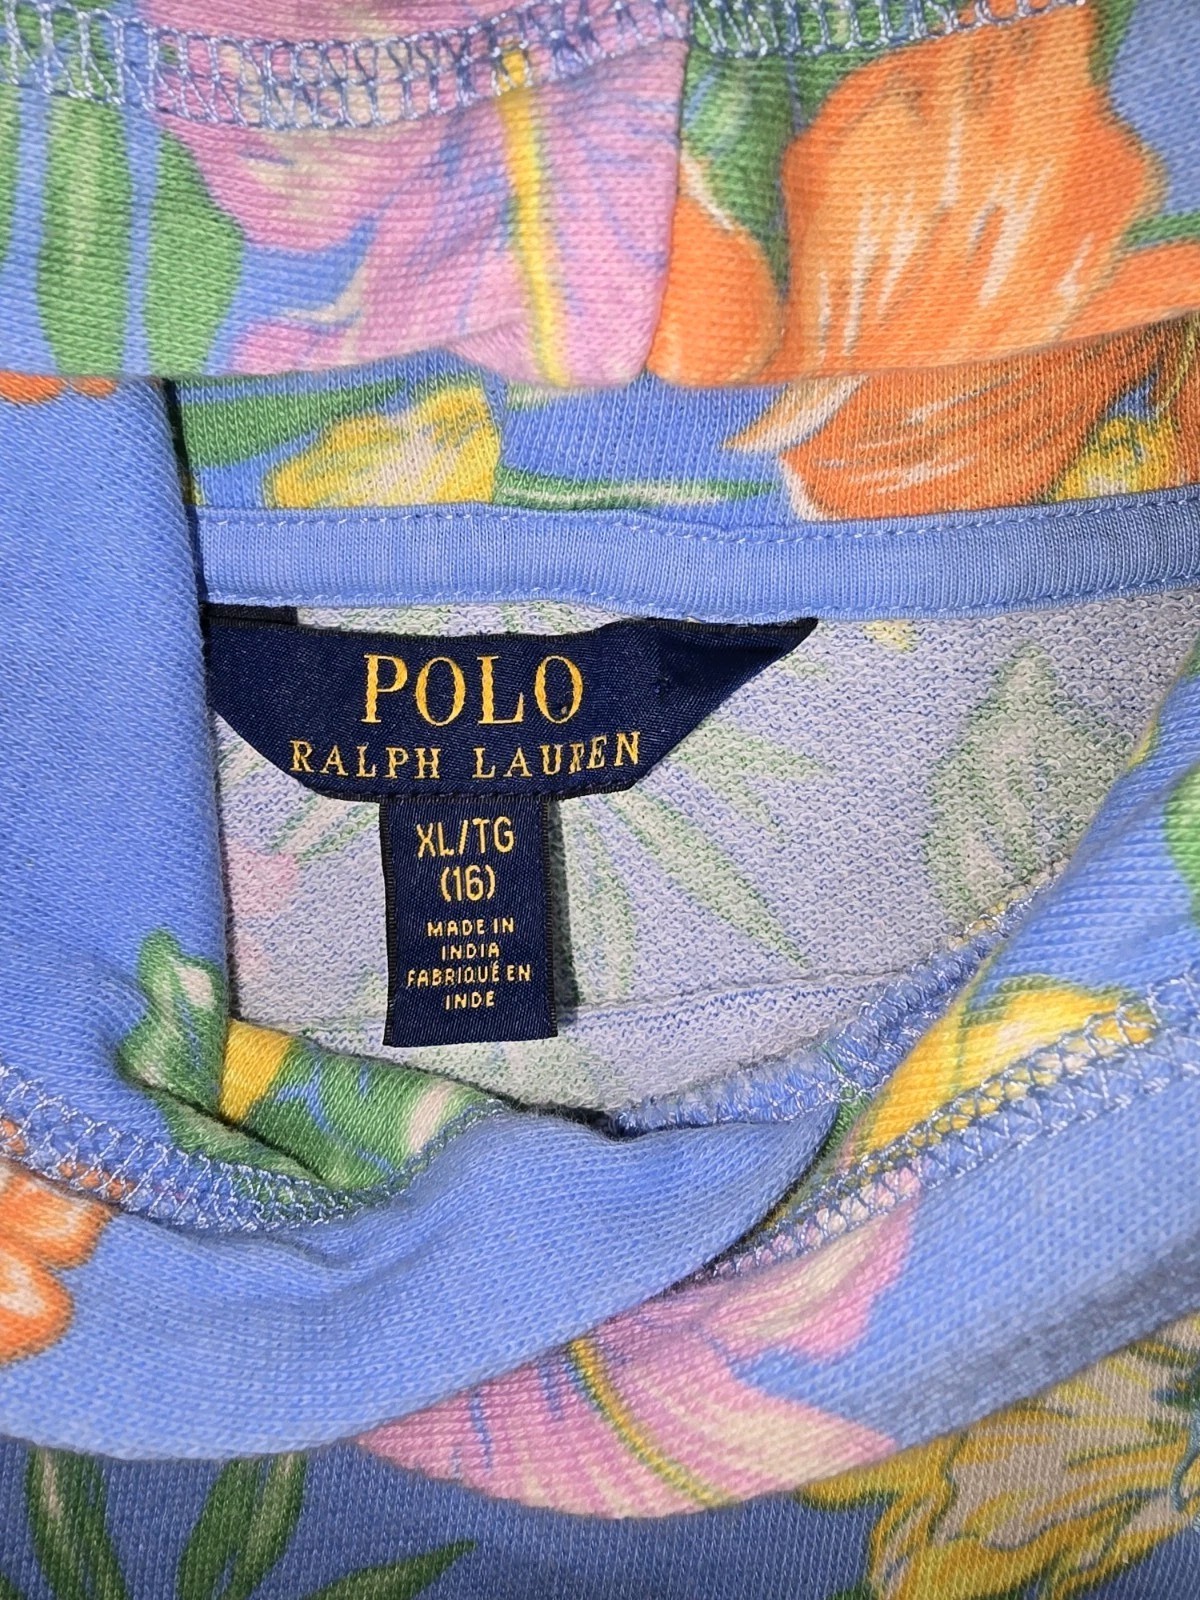 POLO
RALPH LAUREN
XL/TG
(16)
MADE IN
INDIA
FABRIQUÉ EN
INDE